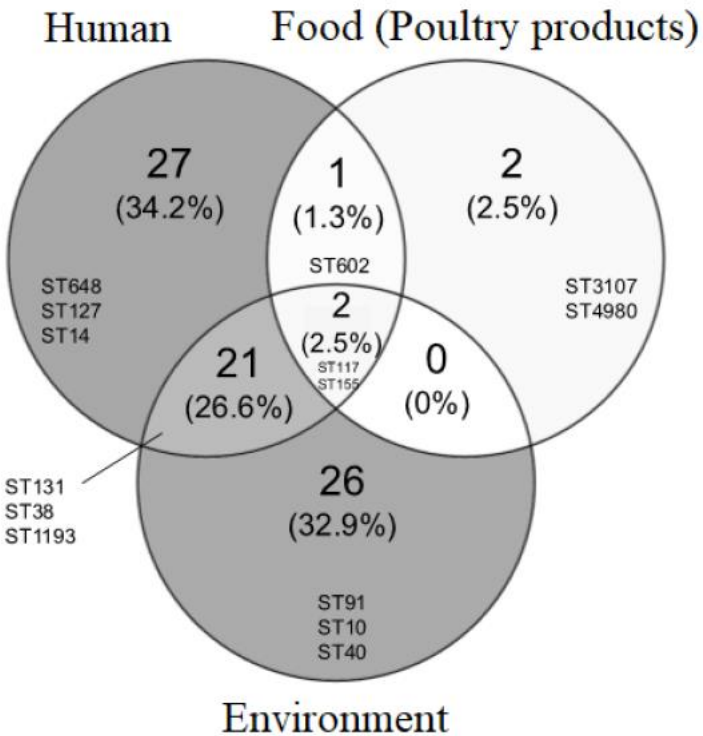 Human
Food (Poultry products)
27
(34.2%)
1
(1.3%)
2
(2.5%)
ST602
ST648
ST127
ST14
ST3107
ST4980
2
(2.5%)
ST117
ST155
21
(26.6%)
0
(0%)
ST131
ST38
ST1193
26
(32.9%)
ST91
ST10
ST40
Environment